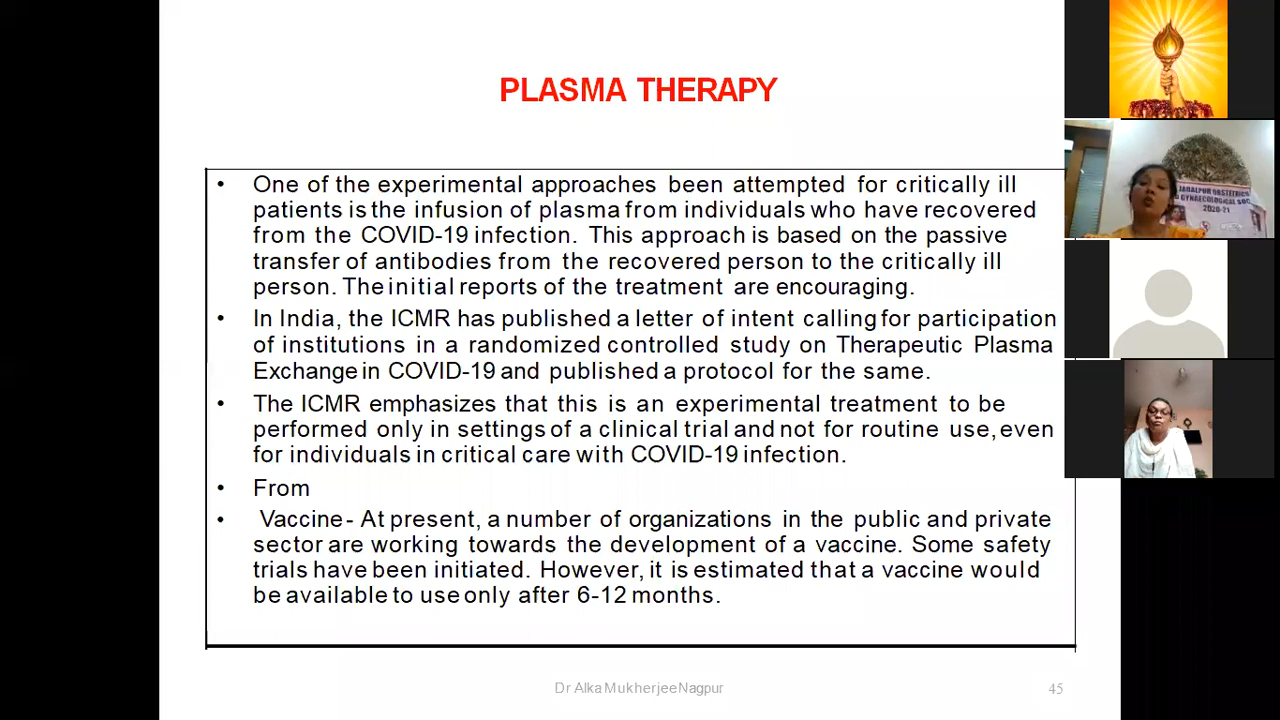 PLASMA THERAPY
• One of the experimental approaches been attempted for critically ill
patients is the infusion of plasma from individuals who have recovered
from the COVID-19 infection. This approach is based on the passive
transfer of antibodies from the recovered person to the critically ill
person. The initial reports of the treatment are encouraging.
• In India, the ICMR has published a letter of intent calling for participation
of institutions in a randomized controlled study on Therapeutic Plasma
Exchange in COVID-19 and published a protocol for the same.
• The ICMR emphasizes that this is an experimental treatment to be
performed only in settings of a clinical trial and not for routine use, even
for individuals in critical care with COVID-19 infection.
• From
• Vaccine- At present, a number of organizations in the public and private
sector are working towards the development of a vaccine. Some safety
trials have been initiated. However, it is estimated that a vaccine would
be available to use only after 6-12 months.
Dr Alka Mukherjee Nagpur
45
JABALPUR OBSTETRICS
GYNAECOLOGICAL SOC
2020-21